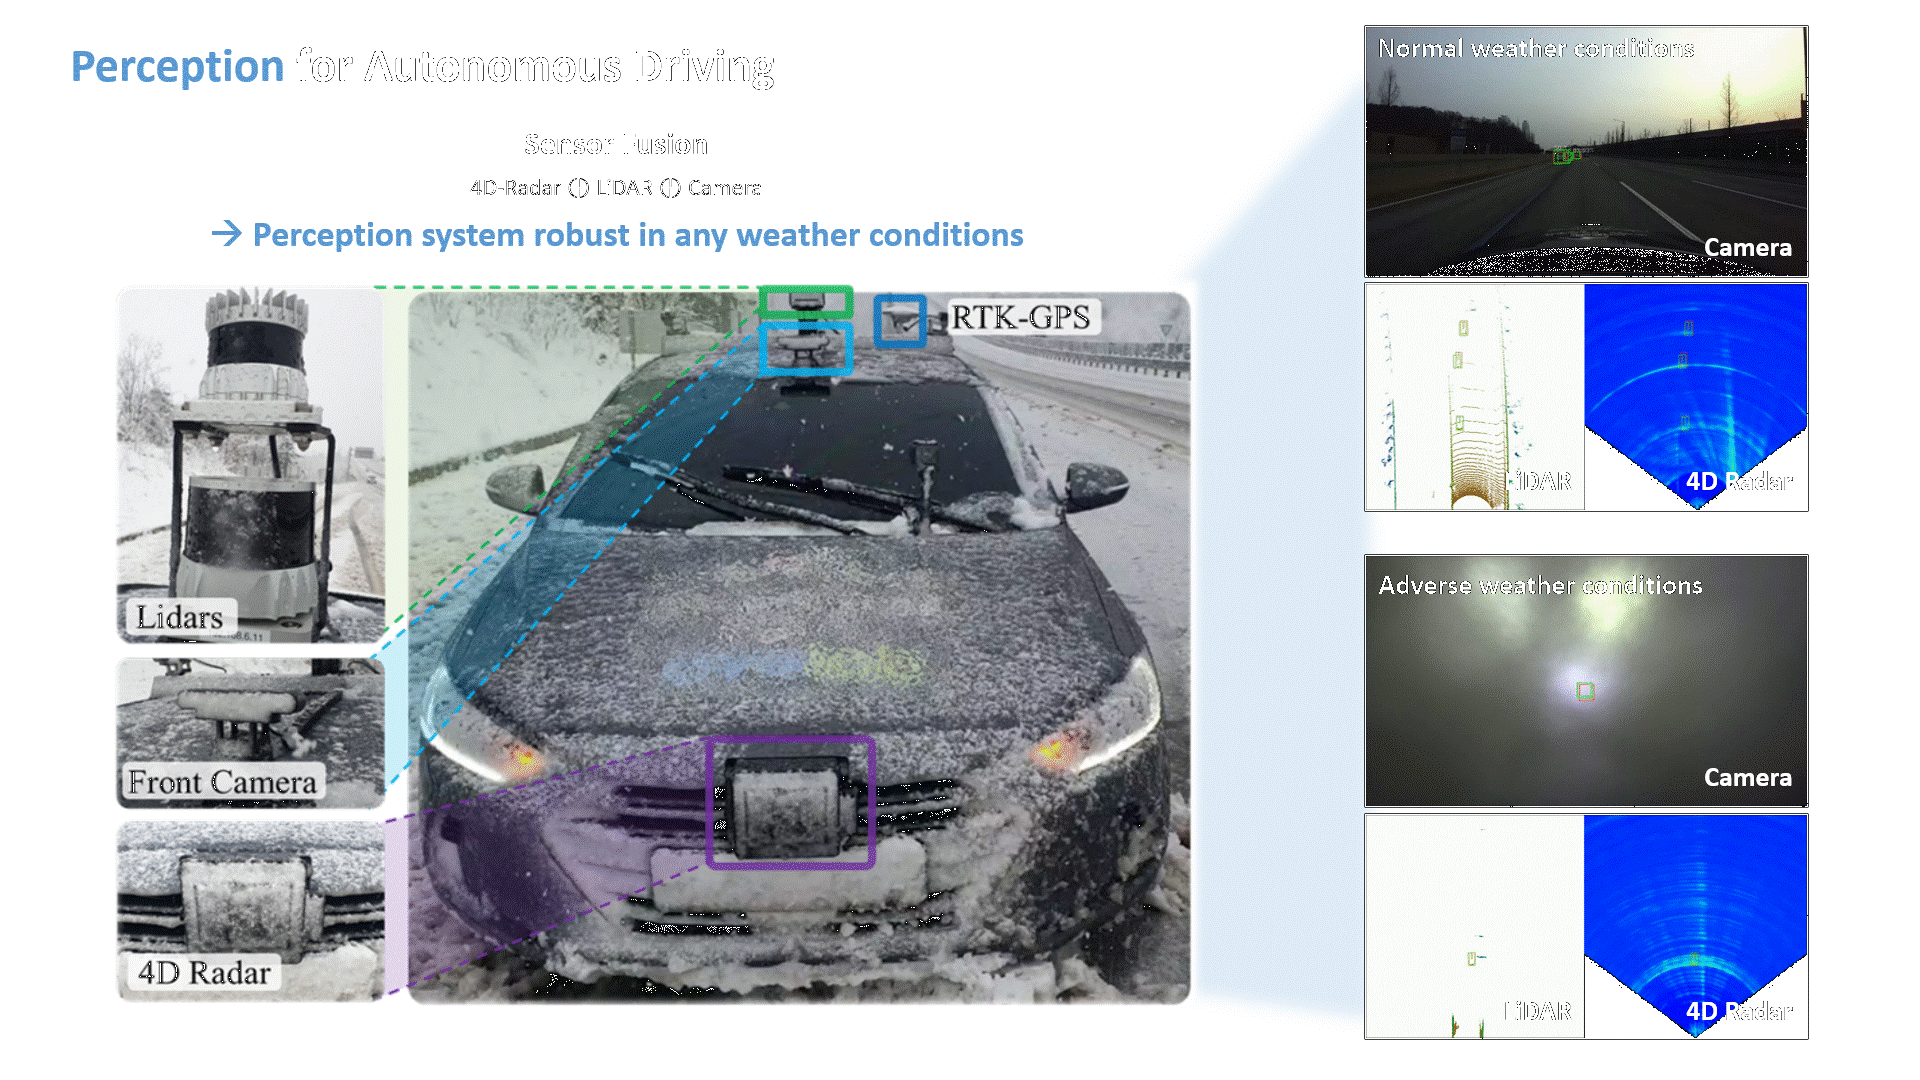 Perception for Autonomous Driving
Sensor Fusion
4D-Radar ⊕ LiDAR ⊕ Camera
→ Perception system robust in any weather conditions
RTK-GPS
Lidars
Front Camera
4D Radar
Normal weather conditions
Camera
LiDAR
4D Radar
Adverse weather conditions
Camera
LiDAR
4D Radar